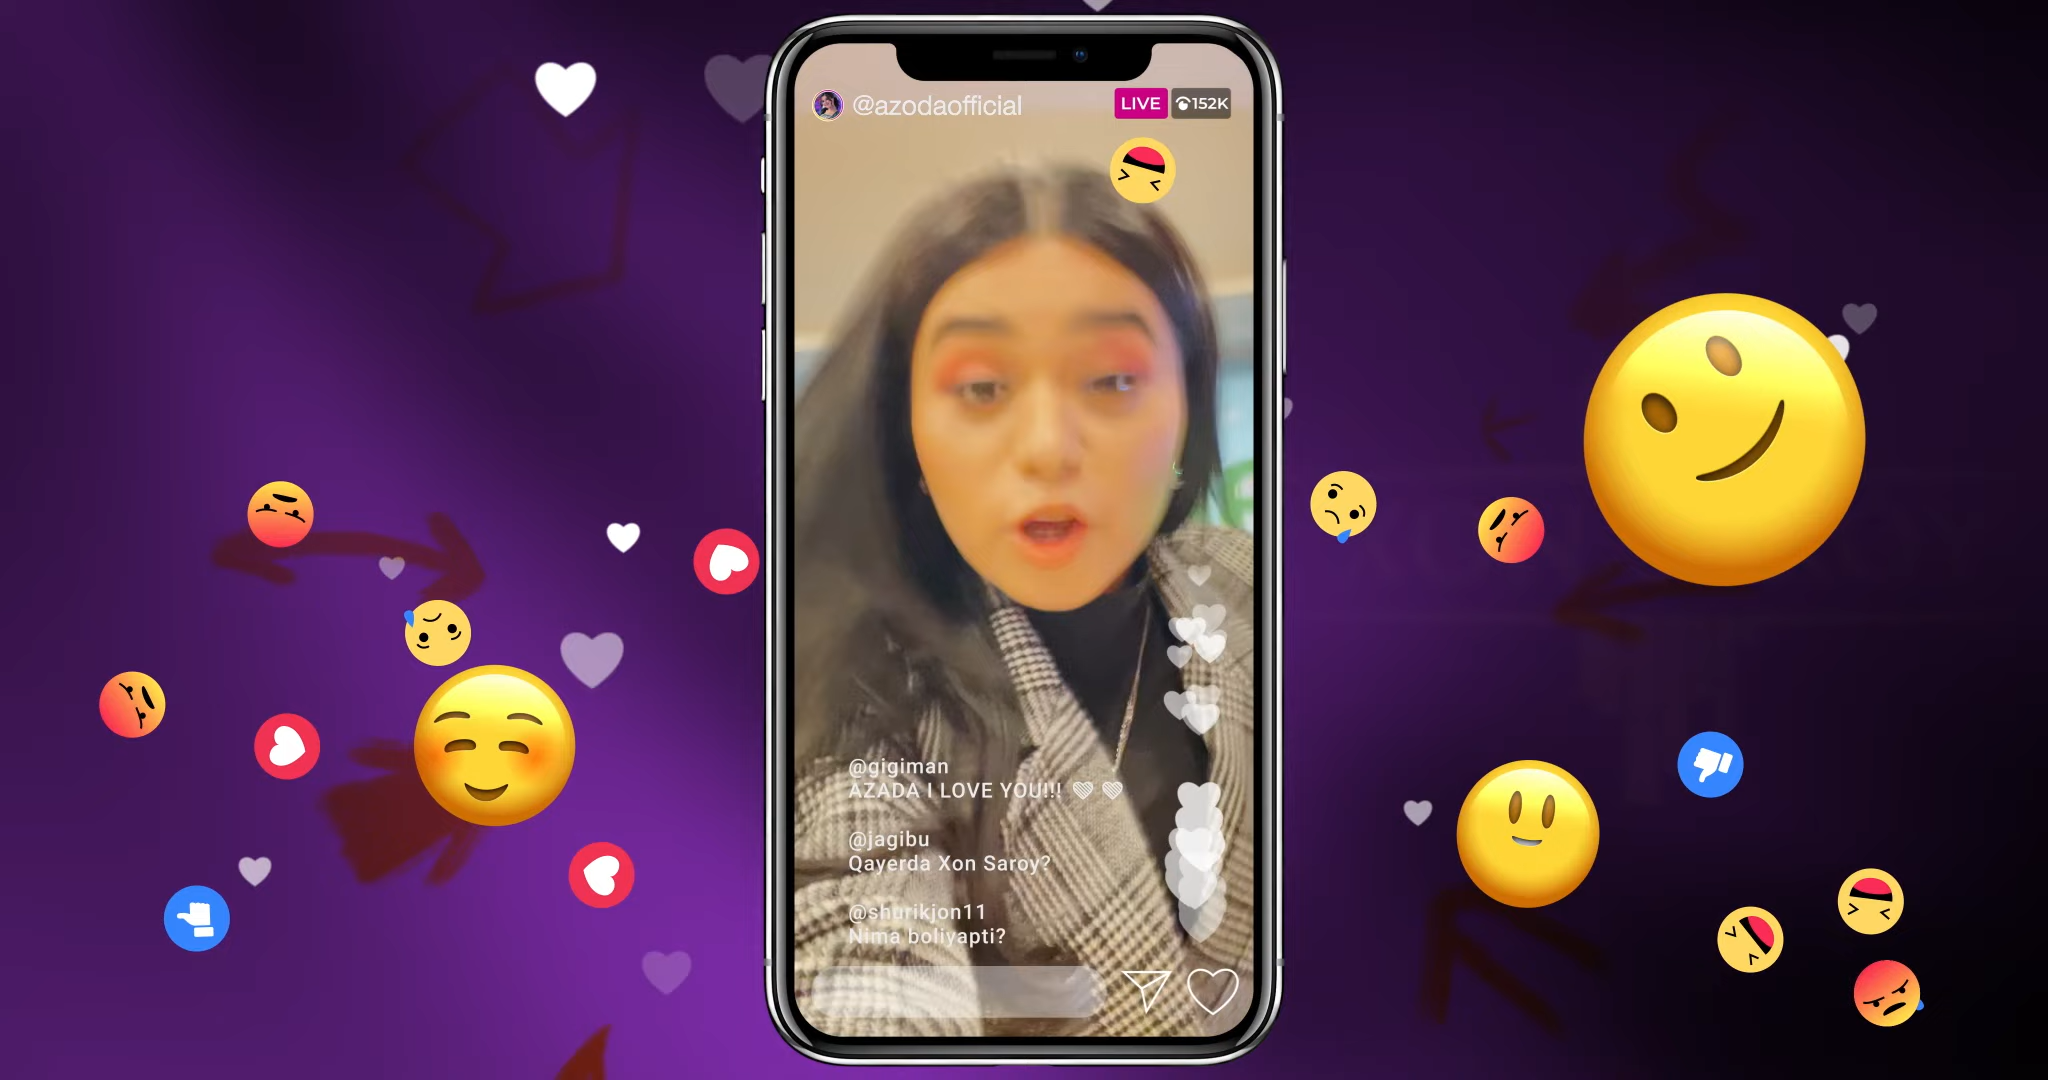 @azodaofficial
LIVE
152K
@gigiman
AZADA I LOVE YOU!!!
@jagibu
Qayerda Xon Saroy?
@shurikjon11
Nima boliyapti?